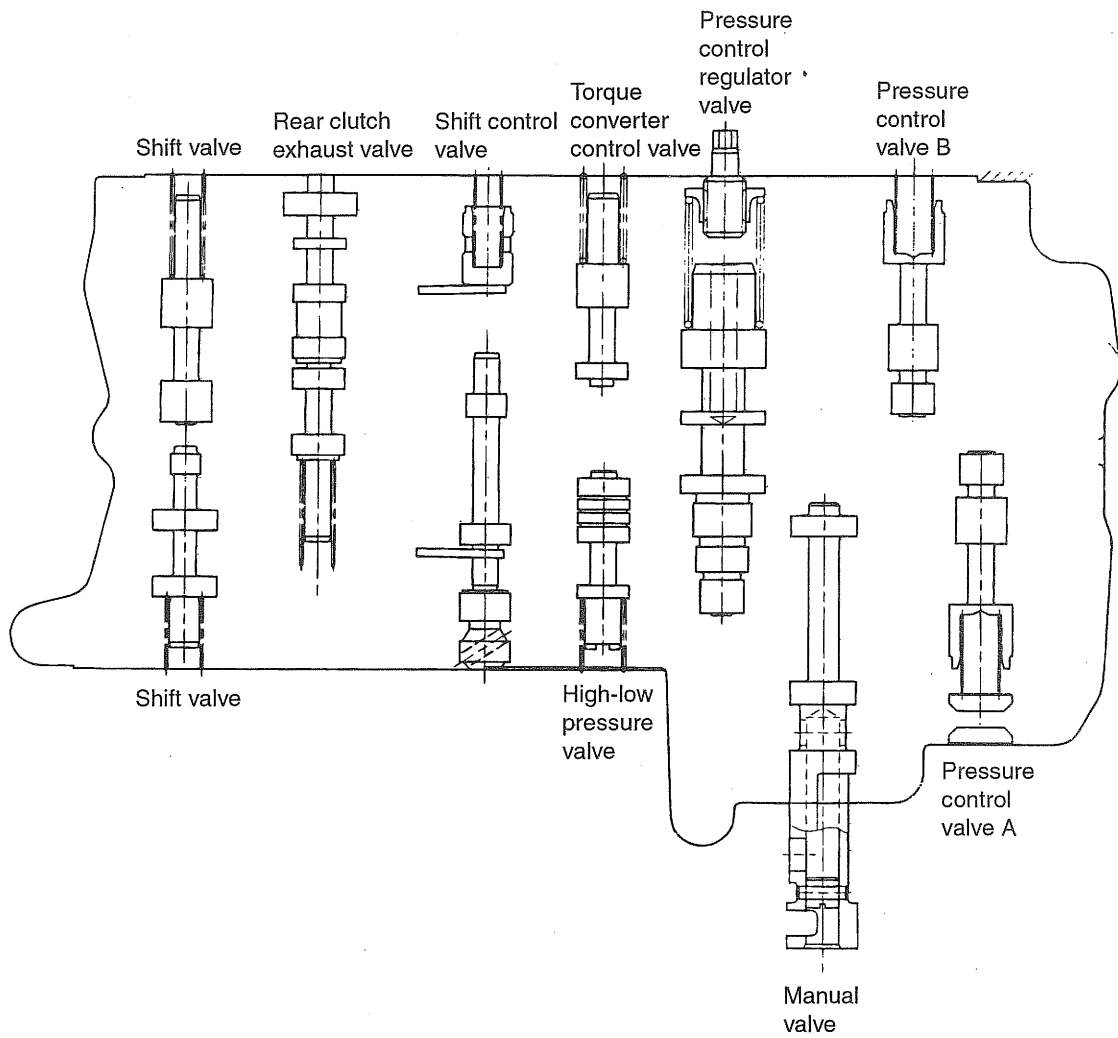 Shift valve
Rear clutch
exhaust valve
Shift control
valve
Torque
converter
control valve
Pressure
control
regulator
valve
Pressure
control
valve B
Shift valve
High-low
pressure
valve
Manual
valve
Pressure
control
valve A